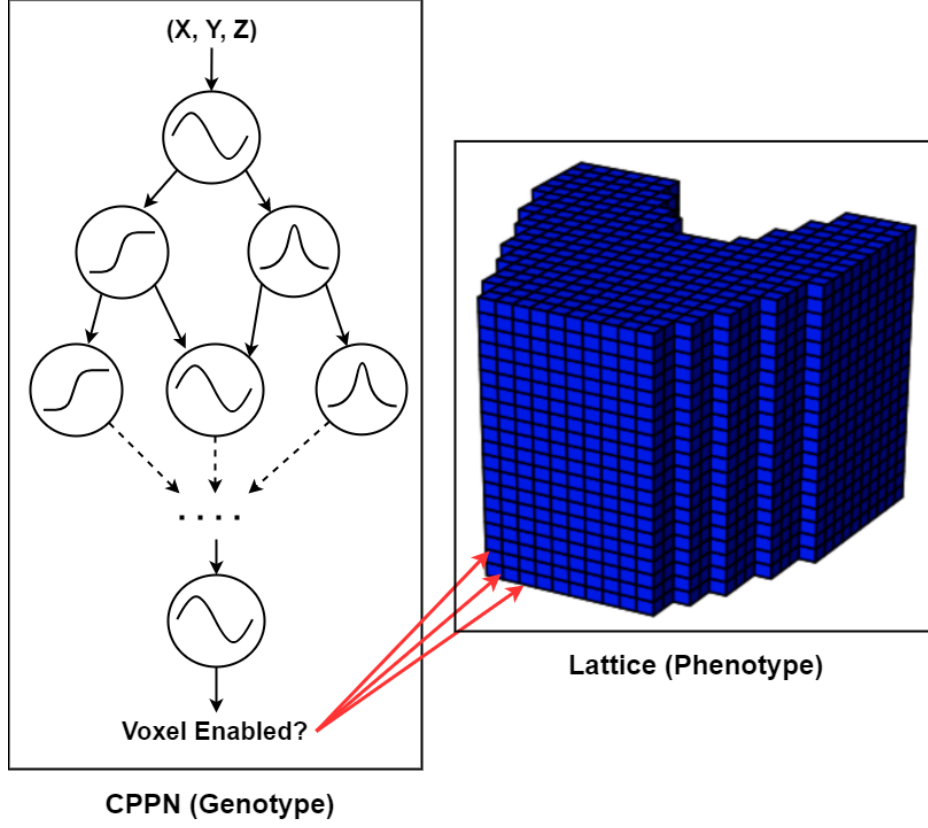 (X, Y, Z)
. . . .
Voxel Enabled?
CPPN (Genotype)
Lattice (Phenotype)